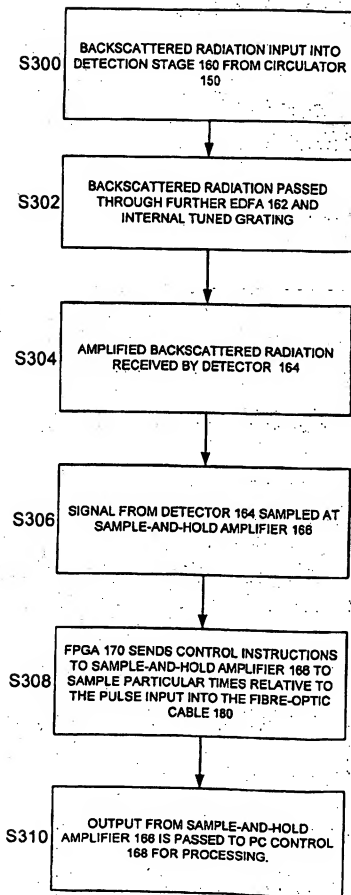 S300
BACKSCATTERED RADIATION INPUT INTO
DETECTION STAGE 160 FROM CIRCULATOR
150
S302
BACKSCATTERED RADIATION PASSED
THROUGH FURTHER EDFA 162 AND
INTERNAL TUNED GRATING
S304
AMPLIFIED BACKSCATTERED RADIATION
RECEIVED BY DETECTOR 164
S306
SIGNAL FROM DETECTOR 164 SAMPLED AT
SAMPLE-AND-HOLD AMPLIFIER 166
S308
FPGA 170 SENDS CONTROL INSTRUCTIONS
TO SAMPLE-AND-HOLD AMPLIFIER 166 TO
SAMPLE PARTICULAR TIMES RELATIVE TO
THE PULSE INPUT INTO THE FIBRE-OPTIC
CABLE 180
S310
OUTPUT FROM SAMPLE-AND-HOLD
AMPLIFIER 166 IS PASSED TO PC CONTROL
168 FOR PROCESSING.